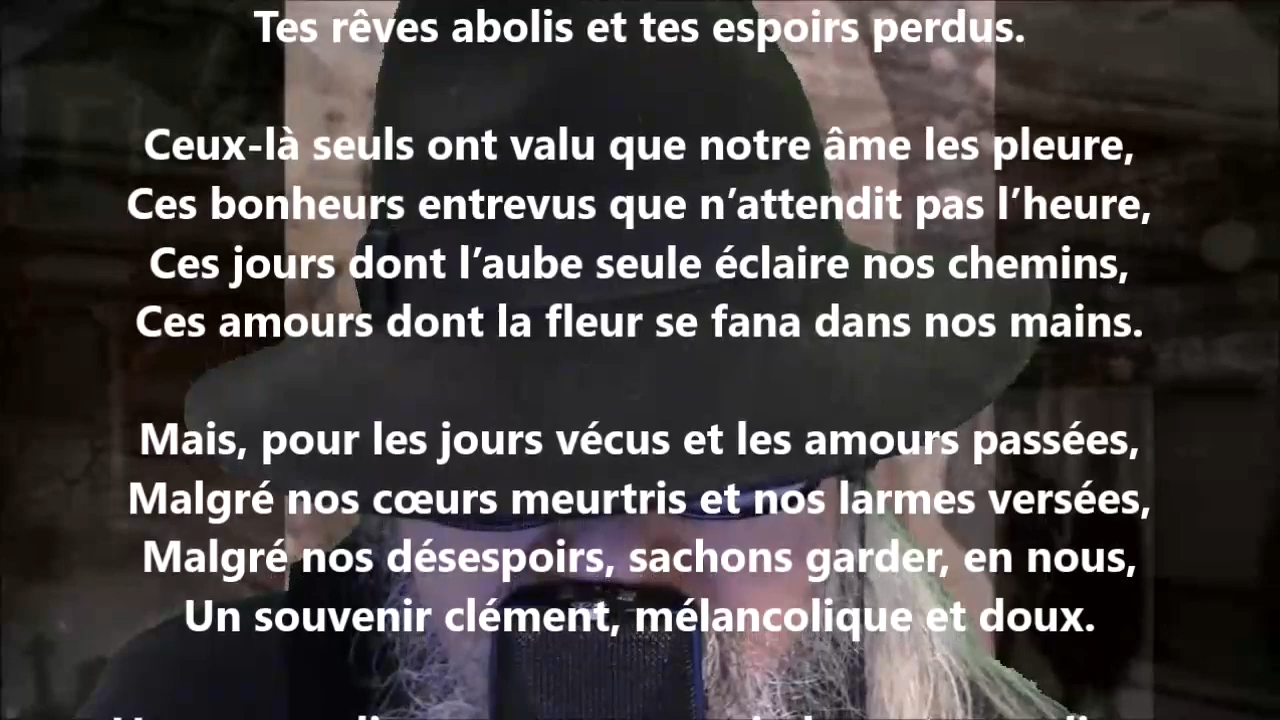 Tes rêves abolis et tes espoirs perdus.
Ceux-là seuls ont valu que notre âme les pleure,
Ces bonheurs entrevus que n’attendit pas l’heure,
Ces jours dont l’aube seule éclaire nos chemins,
Ces amours dont la fleur se fana dans nos mains.
Mais, pour les jours vécus et les amours passées,
Malgré nos cœurs meurtris et nos larmes versées,
Malgré nos désespoirs, sachons garder, en nous,
Un souvenir clément, mélancolique et doux.